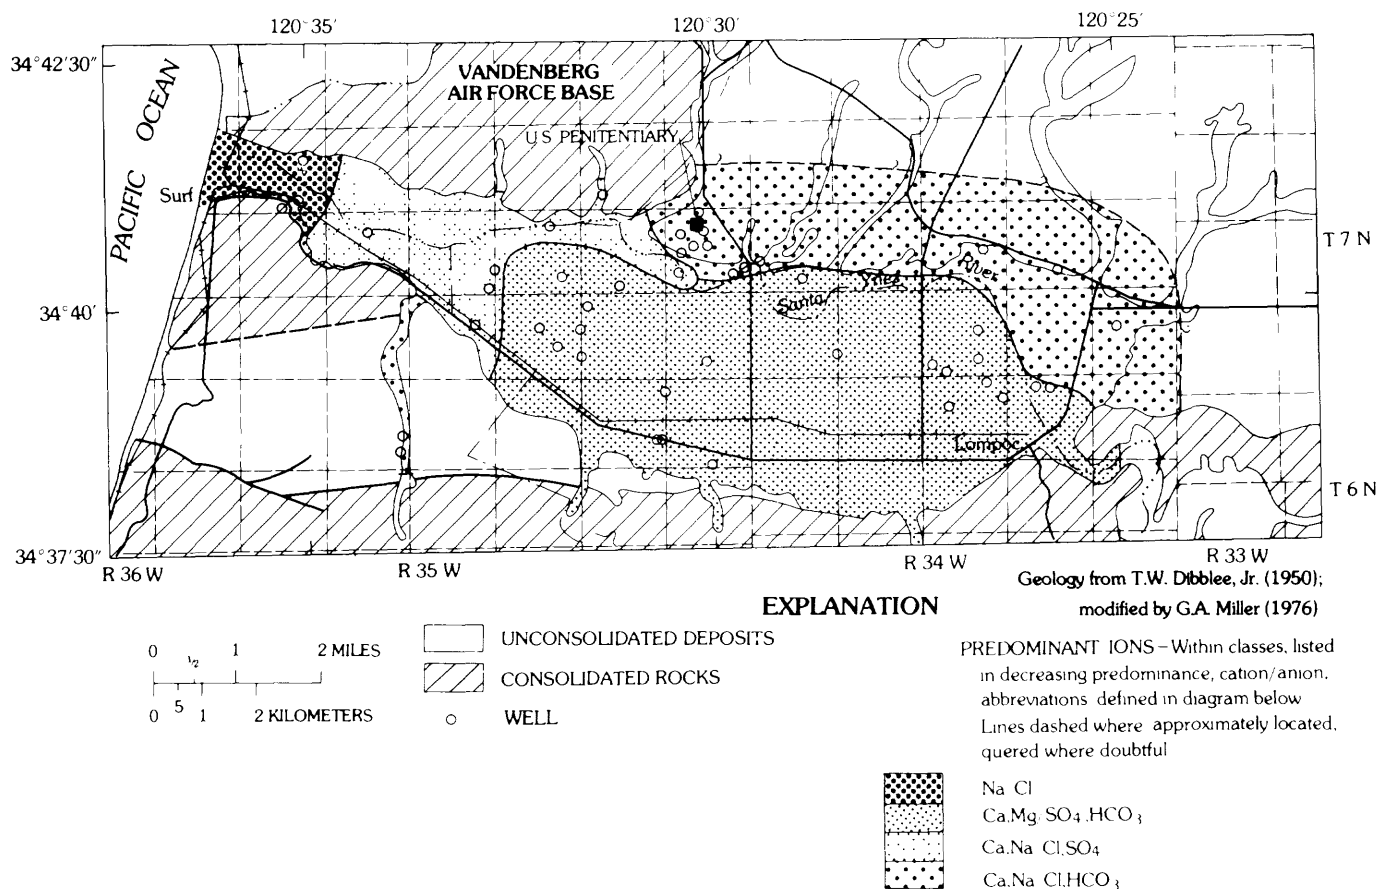 120°35'
120°30'
120°25'
34°42'30"
PACIFIC OCEAN
VANDENBERG
AIR FORCE BASE
U S PENITENTIARY
Surf
T 7 N
Santa Ynez River
34°40'
Lompoc
T 6 N
34°37'30"
R 36 W
R 35 W
R 34 W
R 33 W
Geology from T.W. Dibblee, Jr. (1950);
modified by G.A. Miller (1976)
EXPLANATION
0 ½ 1 2 MILES
0 5 1 2 KILOMETERS
UNCONSOLIDATED DEPOSITS
CONSOLIDATED ROCKS
WELL
PREDOMINANT IONS–Within classes, listed
in decreasing predominance, cation/anion,
abbreviations defined in diagram below
Lines dashed where approximately located,
quered where doubtful
Na Cl
Ca,Mg SO₄,HCO₃
Ca,Na Cl,SO₄
Ca,Na Cl,HCO₃